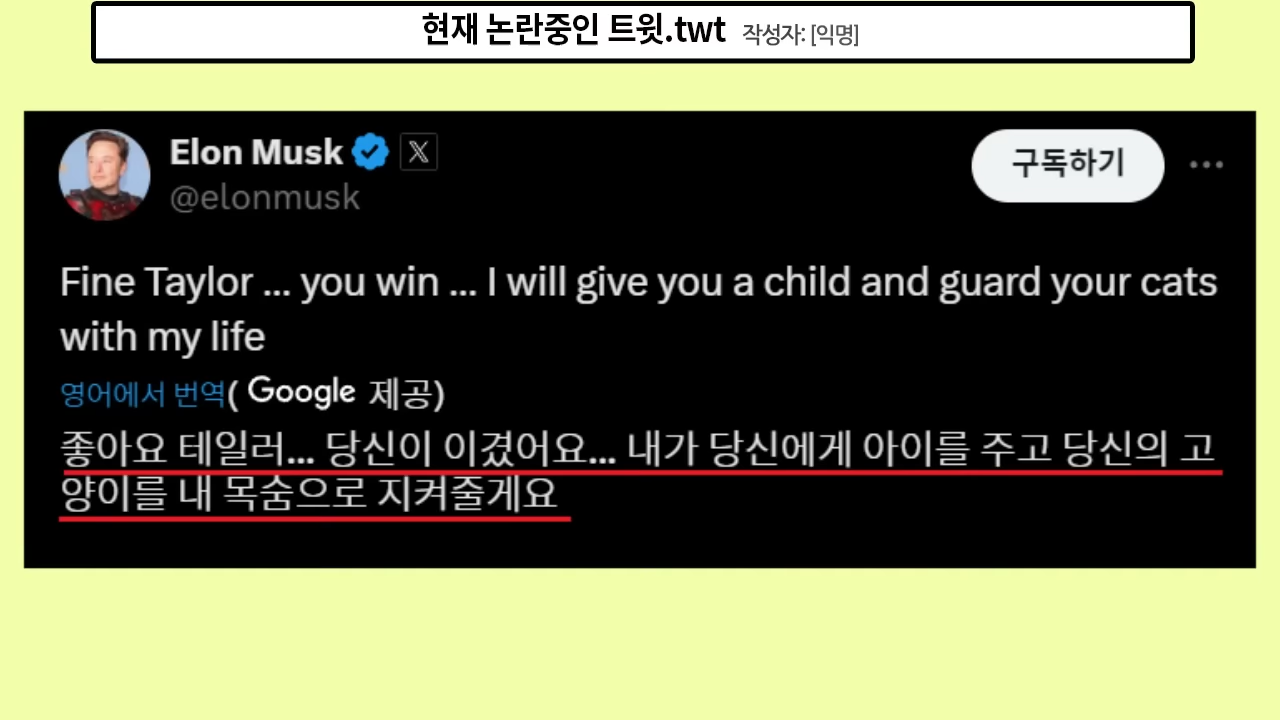 현재 논란중인 트윗.twt 작성자: [익명]
Elon Musk
@elonmusk
구독하기
Fine Taylor ... you win ... I will give you a child and guard your cats
with my life
영어에서 번역( Google 제공)
좋아요 테일러... 당신이 이겼어요... 내가 당신에게 아이를 주고 당신의 고
양이를 내 목숨으로 지켜줄게요